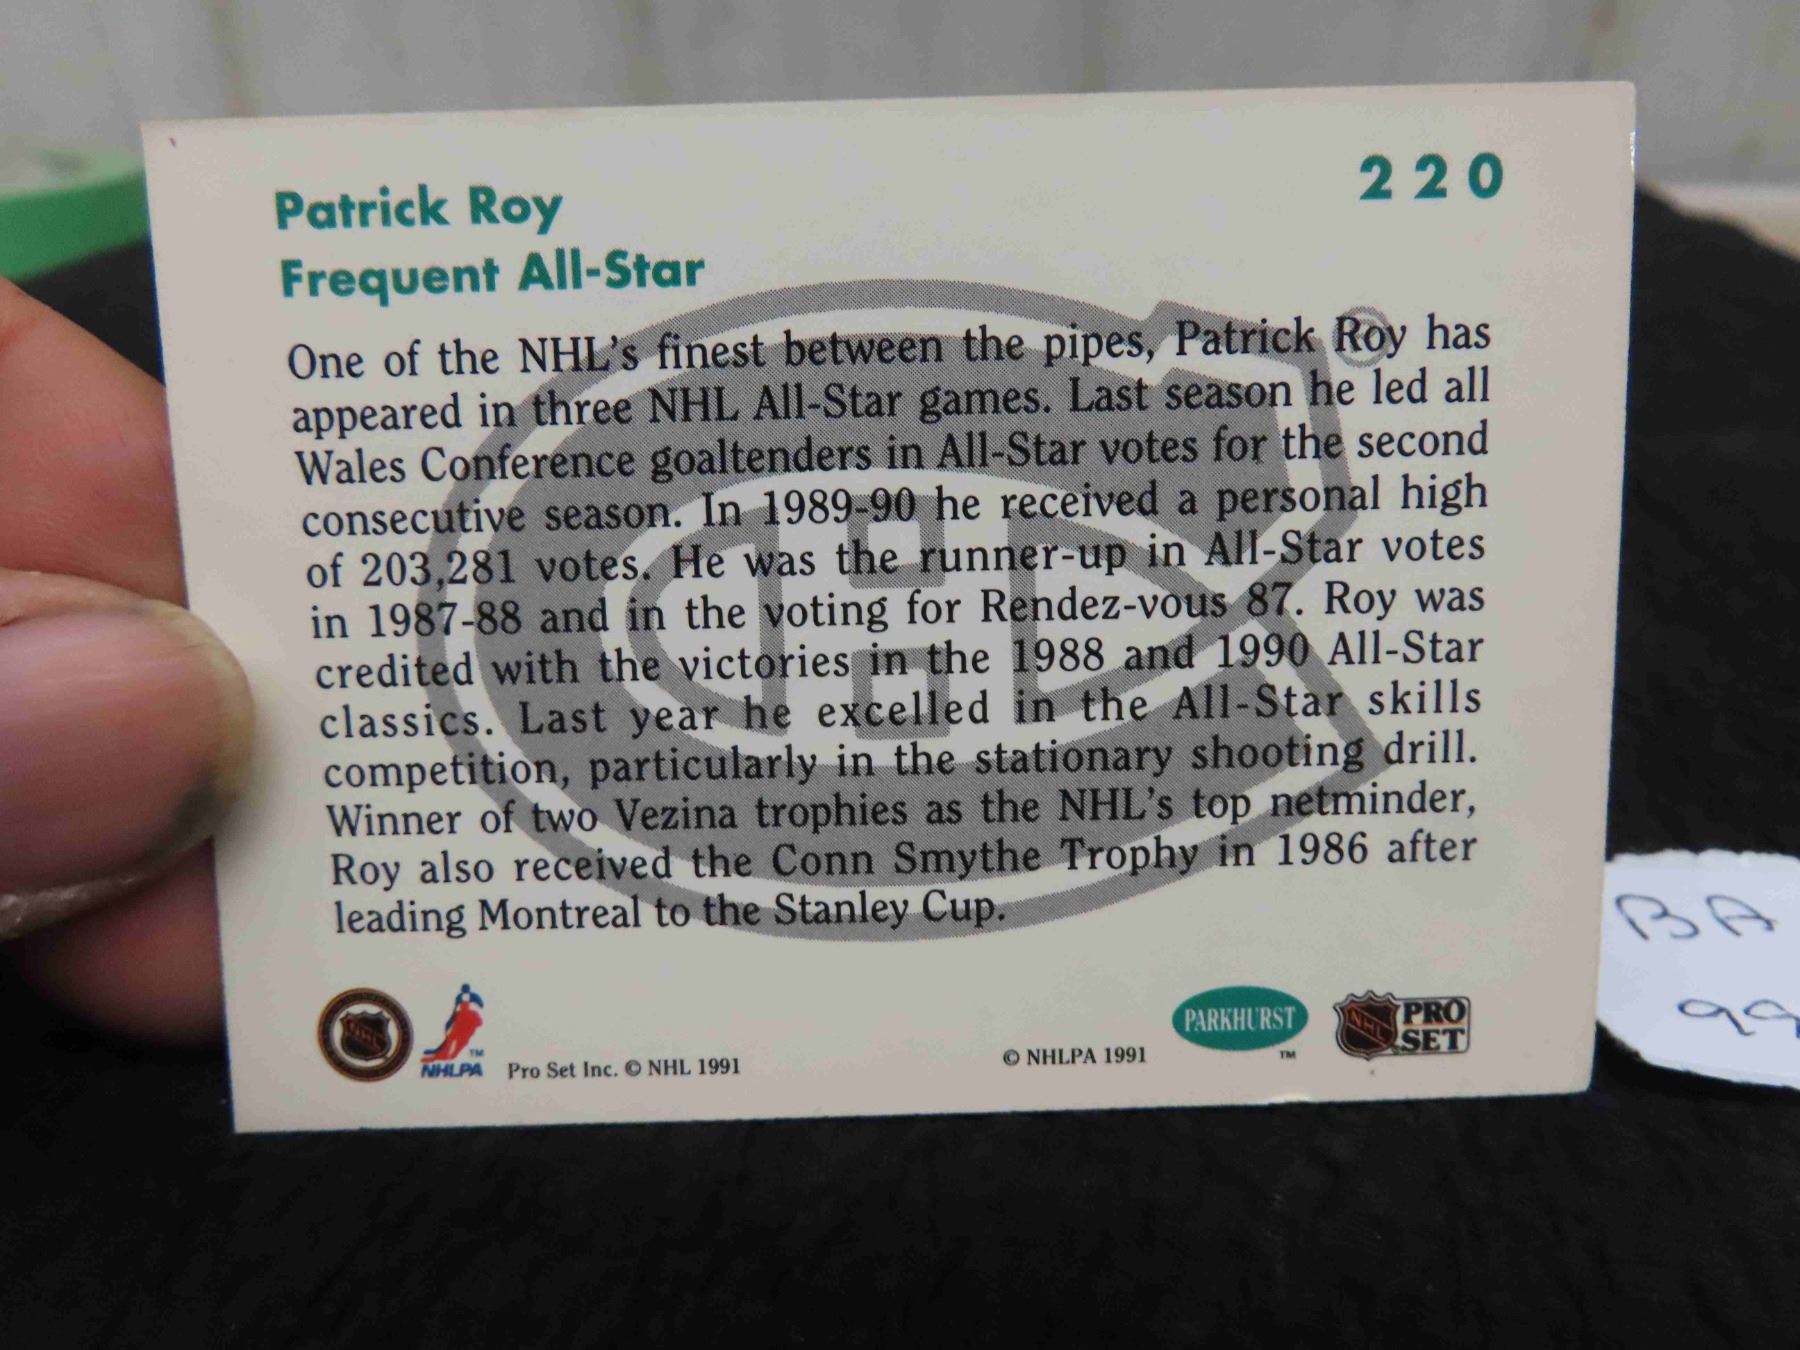 220
Patrick Roy
Frequent All-Star
One of the NHL's finest between the pipes, Patrick Roy has
appeared in three NHL All-Star games. Last season he led all
Wales Conference goaltenders in All-Star votes for the second
consecutive season. In 1989-90 he received a personal high
of 203,281 votes. He was the runner-up in All-Star votes
in 1987-88 and in the voting for Rendez-vous 87. Roy was
credited with the victories in the 1988 and 1990 All-Star
classics. Last year he excelled in the All-Star skills
competition, particularly in the stationary shooting drill.
Winner of two Vezina trophies as the NHL's top netminder,
Roy also received the Conn Smythe Trophy in 1986 after
leading Montreal to the Stanley Cup.
NHL
™
NHLPA
Pro Set Inc. © NHL 1991
© NHLPA 1991
PARKHURST
™
NHL
PRO
SET
BA
99